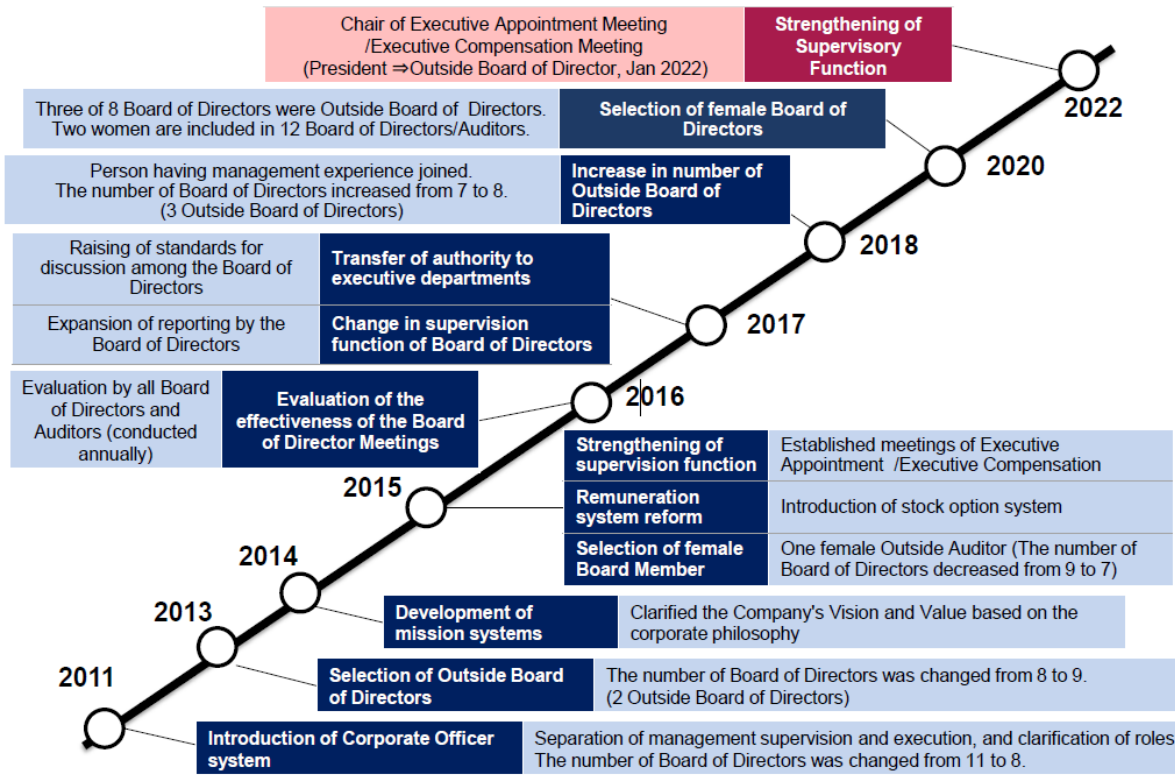 Chair of Executive Appointment Meeting
/Executive Compensation Meeting
(President ⇒Outside Board of Director, Jan 2022)
Strengthening of
Supervisory
Function
2022
Three of 8 Board of Directors were Outside Board of Directors.
Two women are included in 12 Board of Directors/Auditors.
Selection of female Board of
Directors
2020
Person having management experience joined.
The number of Board of Directors increased from 7 to 8.
(3 Outside Board of Directors)
Increase in number of
Outside Board of
Directors
2018
Raising of standards for
discussion among the Board of
Directors
Transfer of authority to
executive departments
Expansion of reporting by the
Board of Directors
Change in supervision
function of Board of Directors
2017
Evaluation by all Board
of Directors and
Auditors (conducted
annually)
Evaluation of the
effectiveness of the Board
of Director Meetings
2016
2015
Strengthening of
supervision function
Established meetings of Executive
Appointment /Executive Compensation
Remuneration
system reform
Introduction of stock option system
Selection of female
Board Member
One female Outside Auditor (The number of
Board of Directors decreased from 9 to 7)
2014
Development of
mission systems
Clarified the Company's Vision and Value based on the
corporate philosophy
2013
Selection of Outside Board
of Directors
The number of Board of Directors was changed from 8 to 9.
(2 Outside Board of Directors)
2011
Introduction of Corporate Officer
system
Separation of management supervision and execution, and clarification of roles
The number of Board of Directors was changed from 11 to 8.